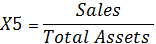 X5 = Sales / Total Assets